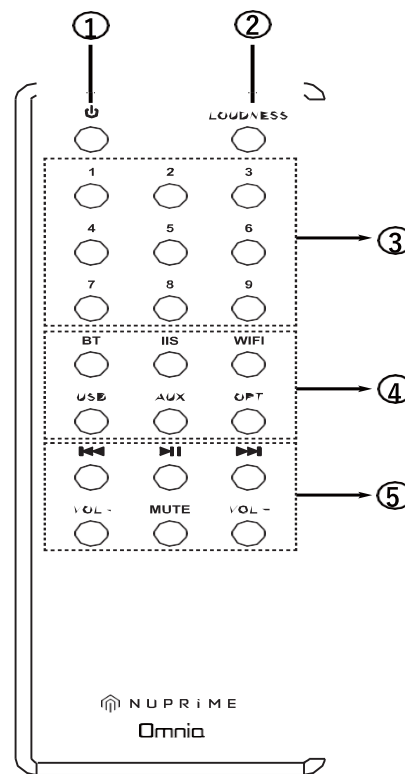 ① ②
LOUDNESS
1 2 3
③
4 5 6
7 8 9
BT IIS WIFI
④
USB AUX OPT
⑤
VOL - MUTE VOL -
NUPRiME
Omnia